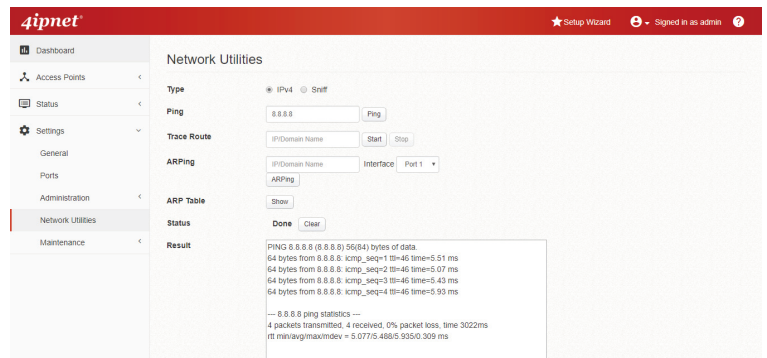 4ipnet®
Setup Wizard
Signed in as admin
?
Dashboard
Access Points
Status
Settings
General
Ports
Administration
Network Utilities
Maintenance
Network Utilities
Type IPv4 Sniff
Ping 8.8.8.8 Ping
Trace Route IP/Domain Name Start Stop
ARPing IP/Domain Name Interface Port 1
ARPing
ARP Table Show
Status Done Clear
Result
PING 8.8.8.8 (8.8.8.8) 56(84) bytes of data.
64 bytes from 8.8.8.8: icmp_seq=1 ttl=46 time=5.51 ms
64 bytes from 8.8.8.8: icmp_seq=2 ttl=46 time=5.07 ms
64 bytes from 8.8.8.8: icmp_seq=3 ttl=46 time=5.43 ms
64 bytes from 8.8.8.8: icmp_seq=4 ttl=46 time=5.93 ms
--- 8.8.8.8 ping statistics ---
4 packets transmitted, 4 received, 0% packet loss, time 3022ms
rtt min/avg/max/mdev = 5.077/5.488/5.935/0.309 ms